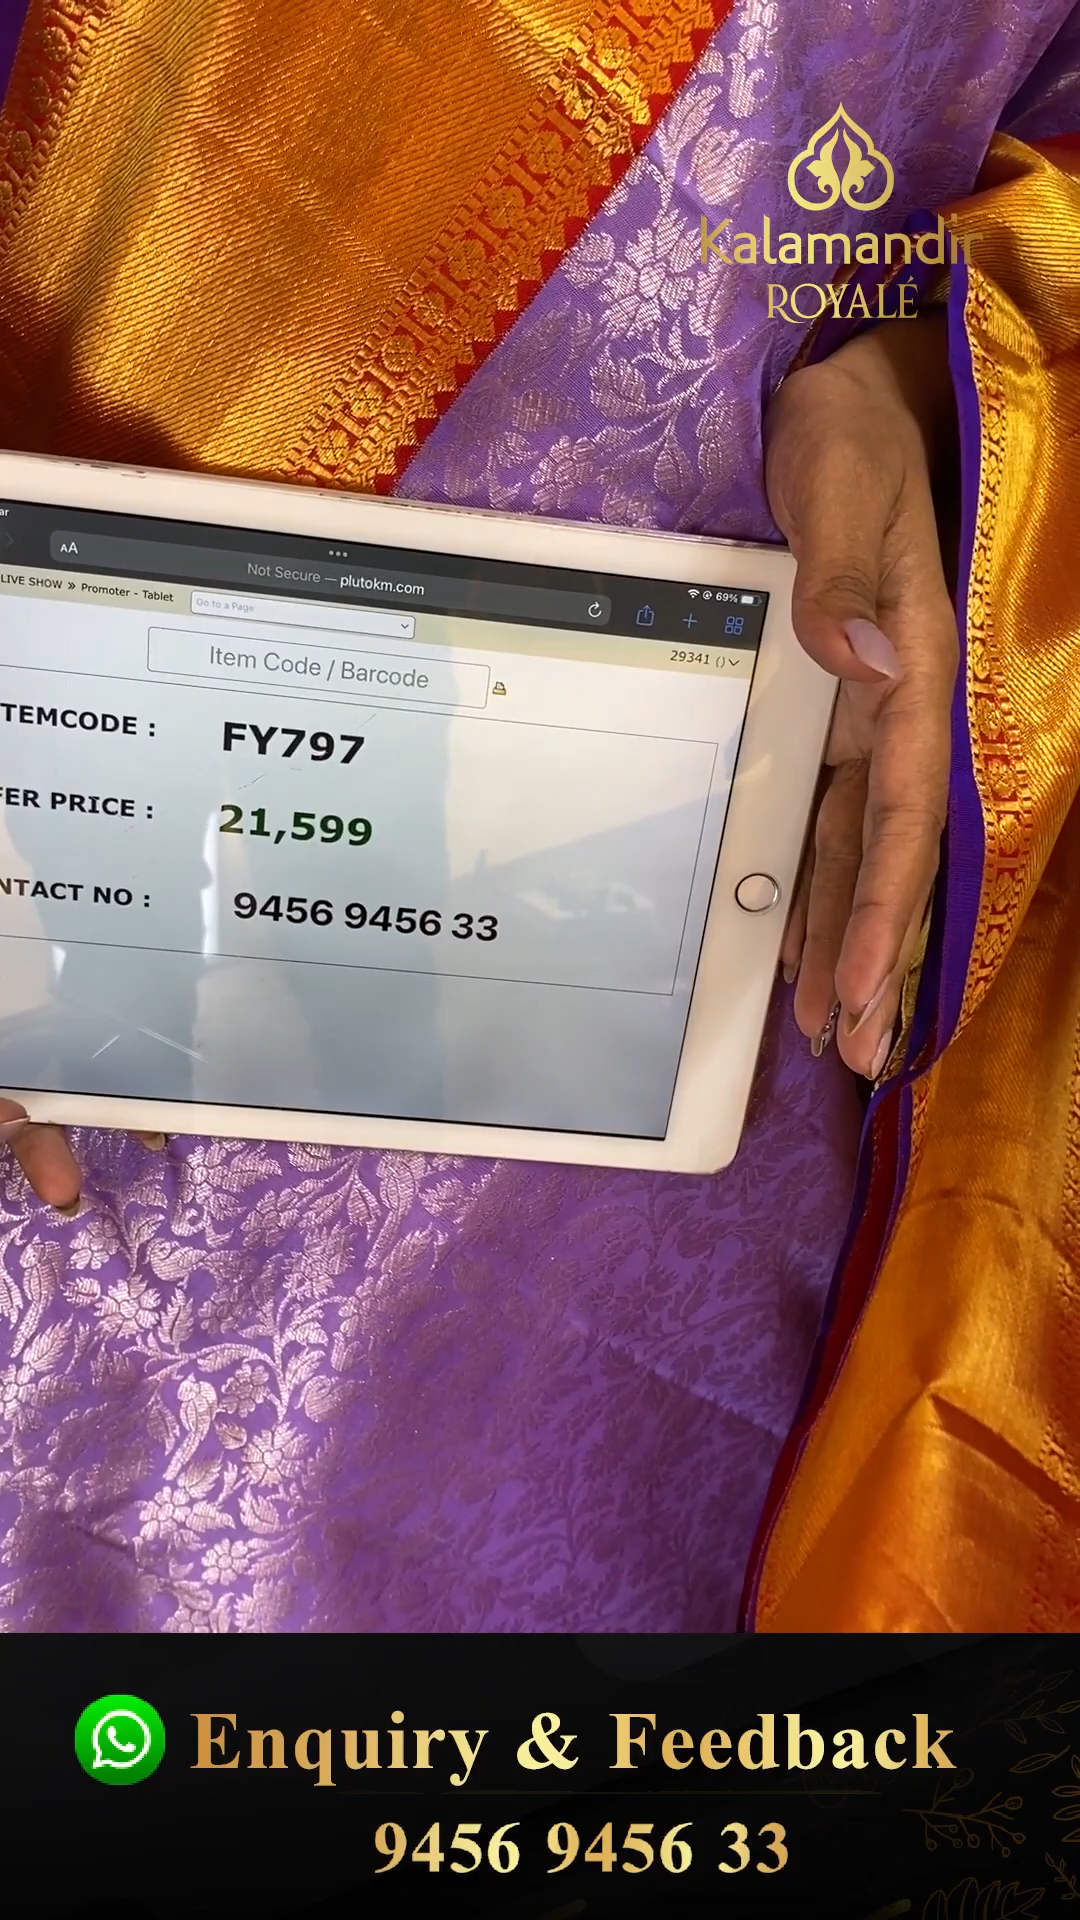 Kalamandir
ROYALÉ
ar
AA
Not Secure — plutokm.com
69%
LIVE SHOW » Promoter - Tablet
Go to a Page
29341 ()
Item Code / Barcode
TEMCODE :
FY797
FER PRICE :
21,599
NTACT NO :
9456 9456 33
Enquiry & Feedback
9456 9456 33